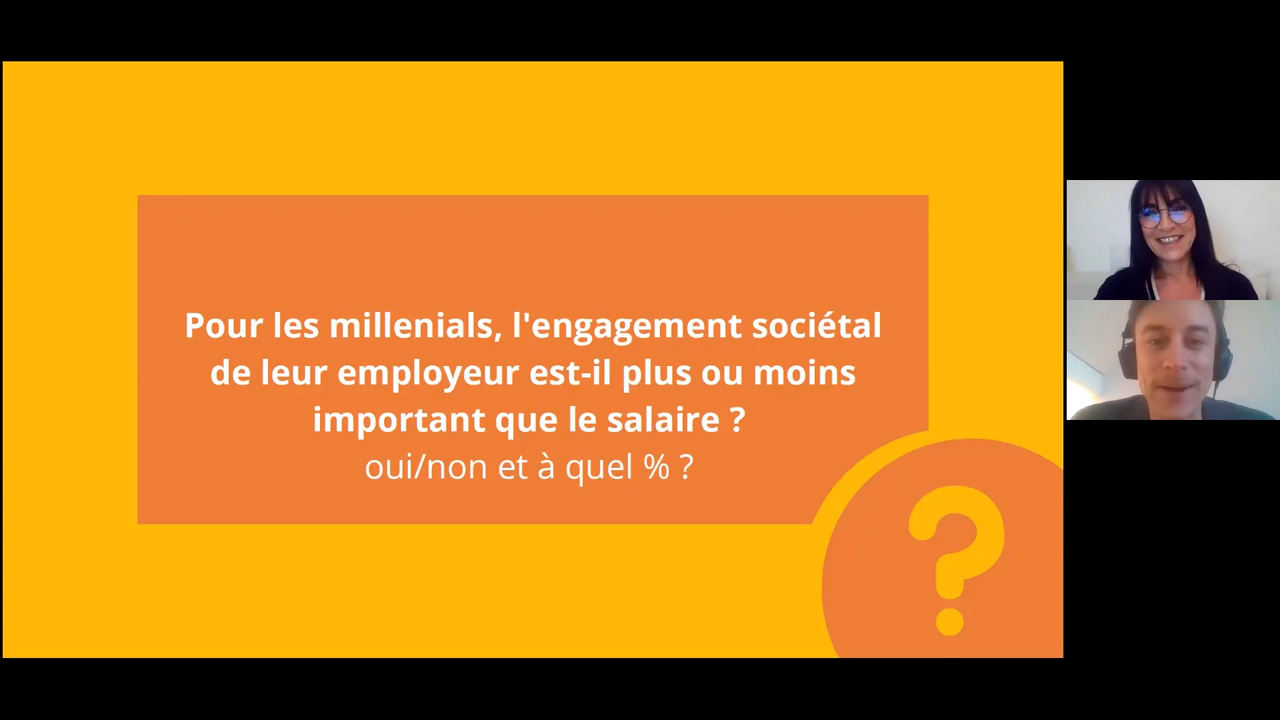 Pour les millenials, l'engagement sociétal
de leur employeur est-il plus ou moins
important que le salaire ?
oui/non et à quel % ?
?